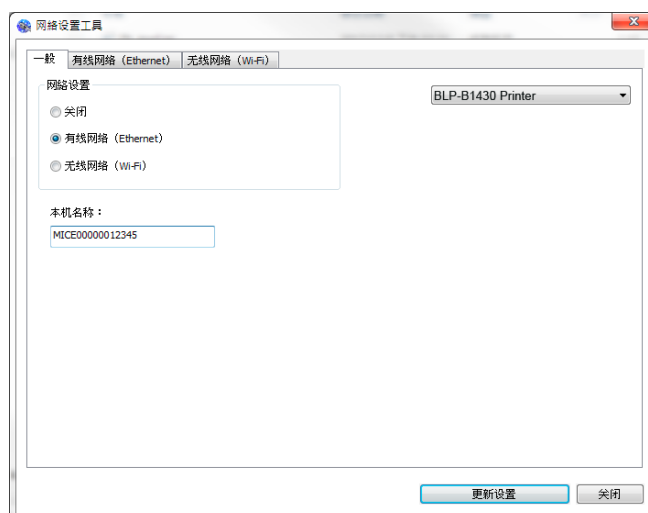 网络设置工具
一般 有线网络（Ethernet） 无线网络（Wi-Fi）
网络设置
BLP-B1430 Printer
关闭
有线网络（Ethernet）
无线网络（Wi-Fi）
本机名称：
MICE00000012345
更新设置 关闭